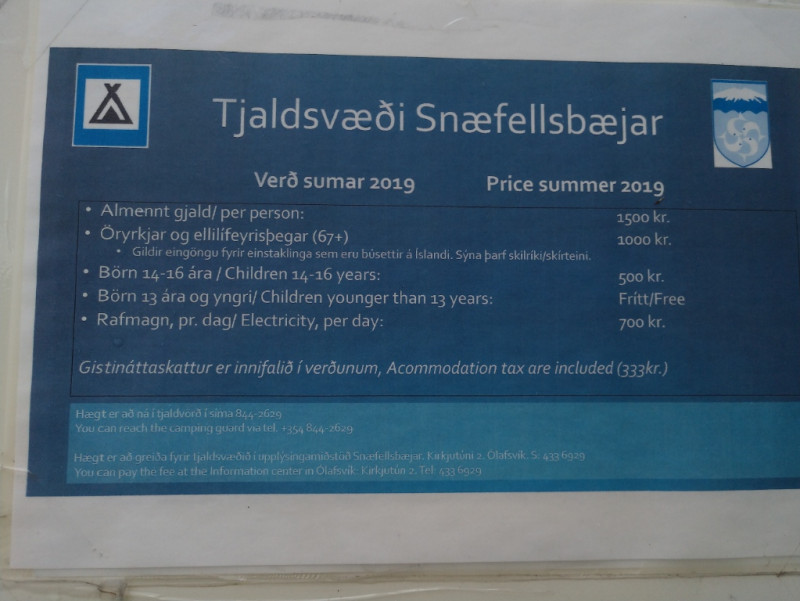 Tjaldsvæði Snæfellsbæjar
Verð sumar 2019 Price summer 2019
• Almennt gjald/ per person: 1500 kr.
• Öryrkjar og ellilífeyrisþegar (67+) 1000 kr.
• Gildir eingöngu fyrir einstaklinga sem eru búsettir á Íslandi. Sýna þarf skilríki/skírteini.
• Börn 14-16 ára / Children 14-16 years: 500 kr.
• Börn 13 ára og yngri/ Children younger than 13 years: Frítt/Free
• Rafmagn, pr. dag/ Electricity, per day: 700 kr.
Gistináttaskattur er innifalið í verðunum, Acommodation tax are included (333kr.)
Hægt er að ná í tjaldvörð í síma 844-2629
You can reach the camping guard via tel. +354 844-2629
Hægt er að greiða fyrir tjaldsvæðið í upplýsingamiðstöð Snæfellsbæjar. Kirkjutúni 2. Ólafsvík. S: 433 6929
You can pay the fee at the Information center in Ólafsvík: Kirkjutún 2. Tel: 433 6929